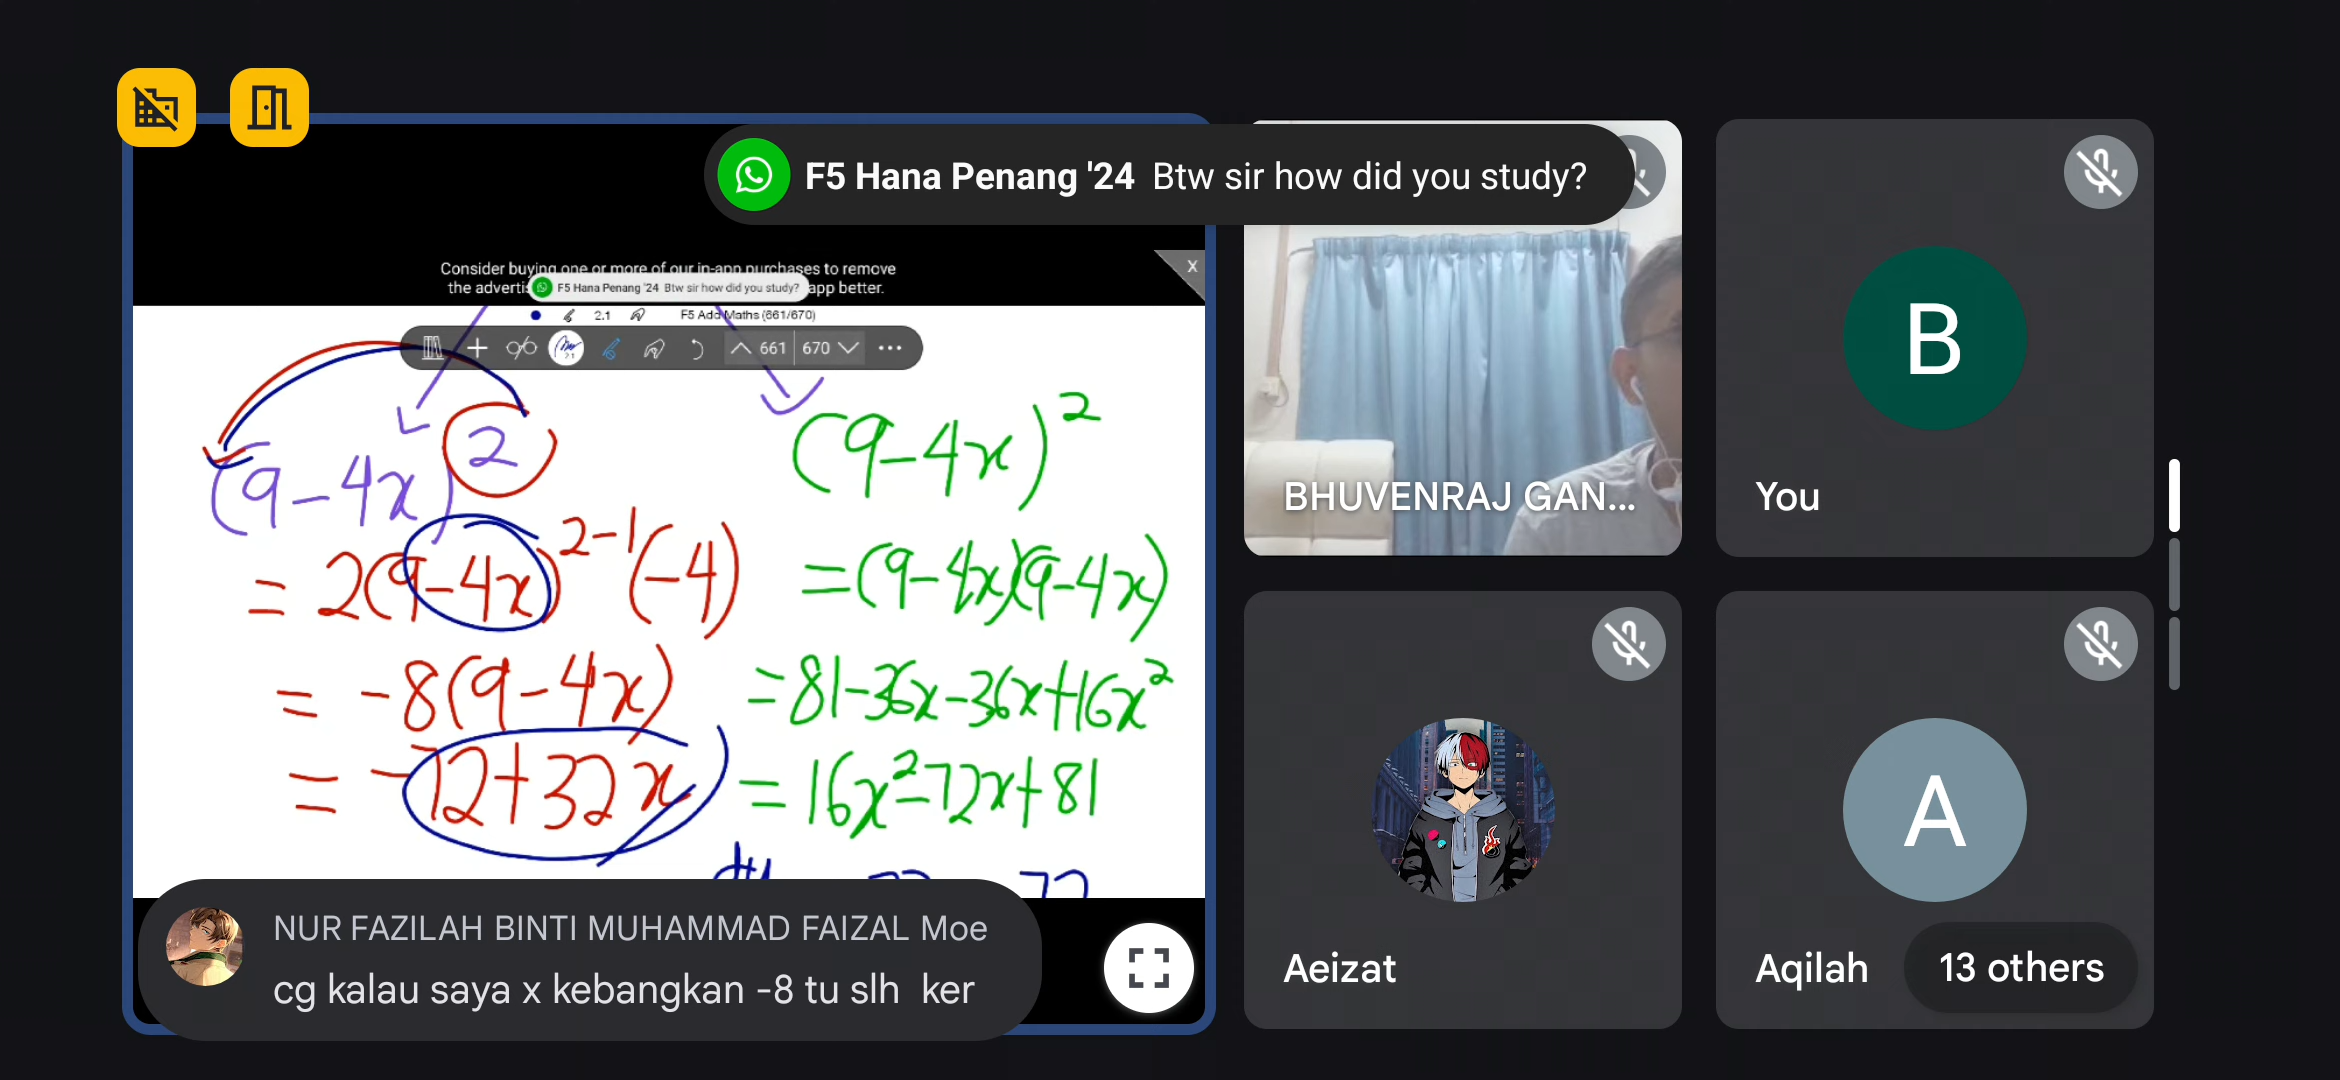 F5 Hana Penang '24 Btw sir how did you study?
Consider buying one or more of our in-app purchases to remove
the adverti
app better.
X
F5 Hana Penang '24 Btw sir how did you study?
2.1 F5 Add Maths (661/670)
2.1 661 670
(9-4x)^2
= 2(9-4x)^2-1 (-4)
= -8(9-4x)
= -72+32x
(9-4x)^2
=(9-4x)(9-4x)
=81-36x-36x+16x^2
=16x^2-72x+81
NUR FAZILAH BINTI MUHAMMAD FAIZAL Moe
cg kalau saya x kebangkan -8 tu slh ker
BHUVENRAJ GAN...
B
You
Aeizat
A
Aqilah
13 others